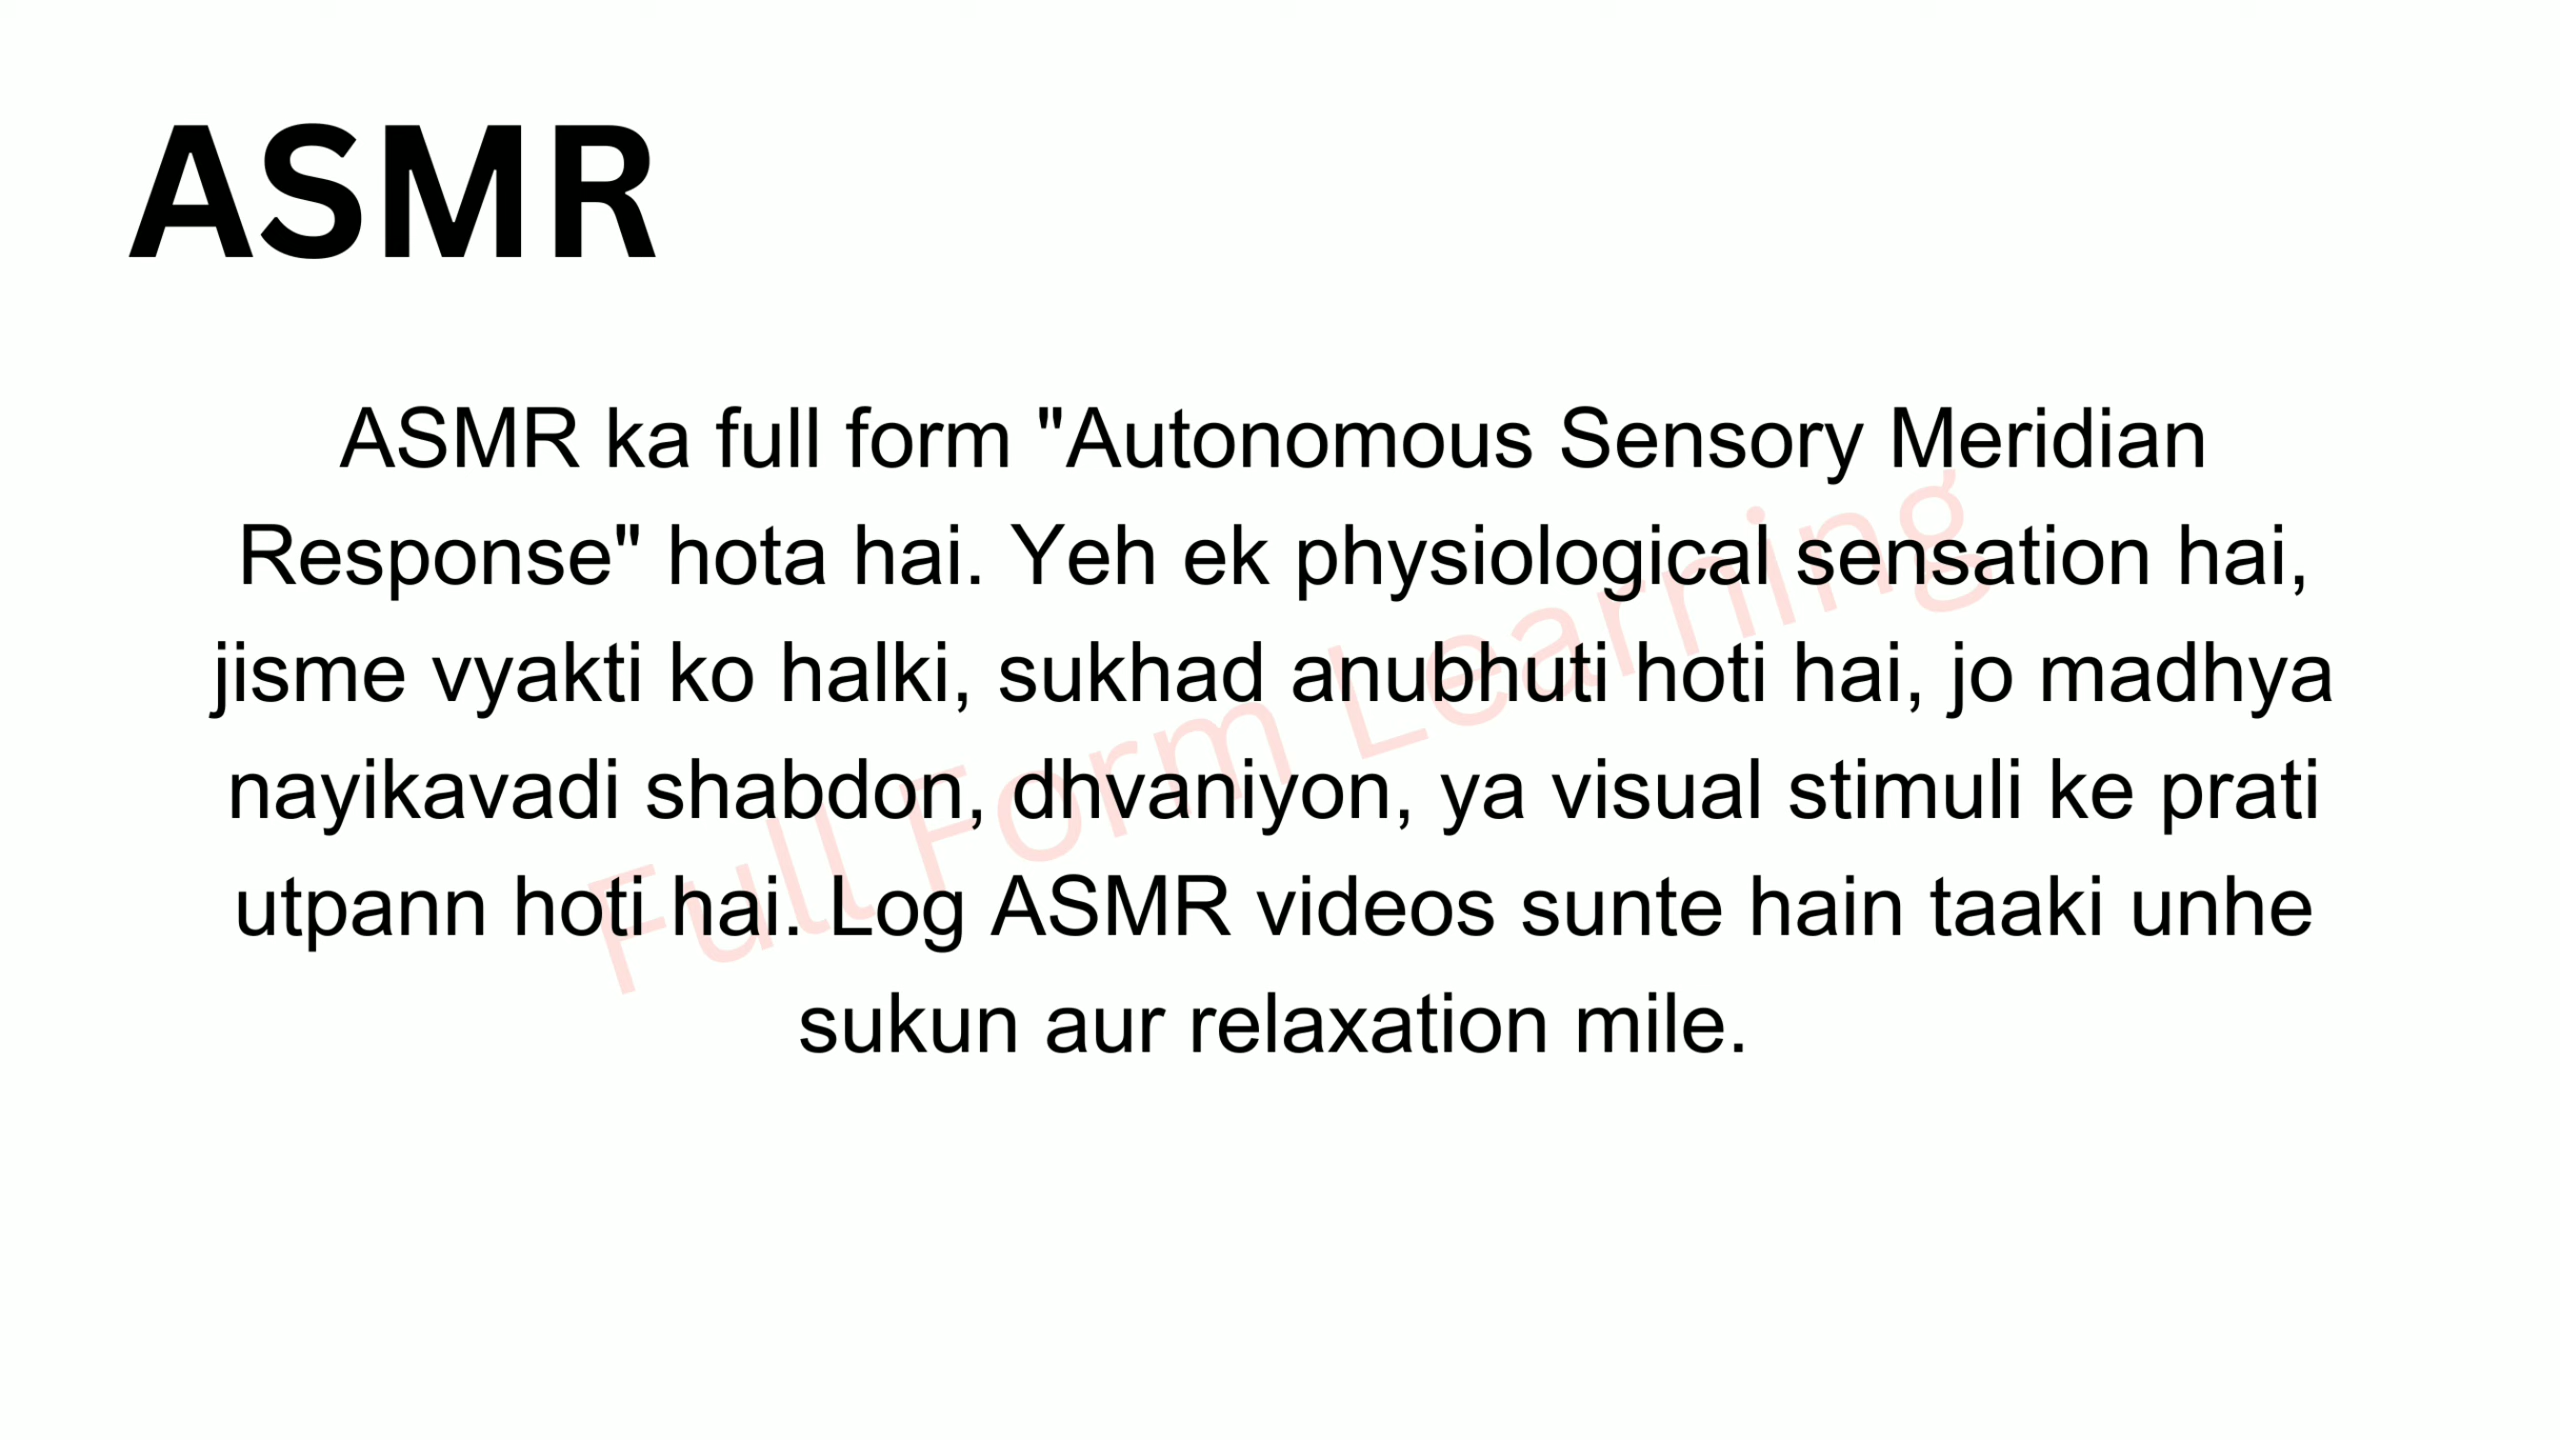 ASMR
ASMR ka full form "Autonomous Sensory Meridian
Response" hota hai. Yeh ek physiological sensation hai,
jisme vyakti ko halki, sukhad anubhuti hoti hai, jo madhya
nayikavadi shabdon, dhvaniyon, ya visual stimuli ke prati
utpann hoti hai. Log ASMR videos sunte hain taaki unhe
sukun aur relaxation mile.
Full Form Learning